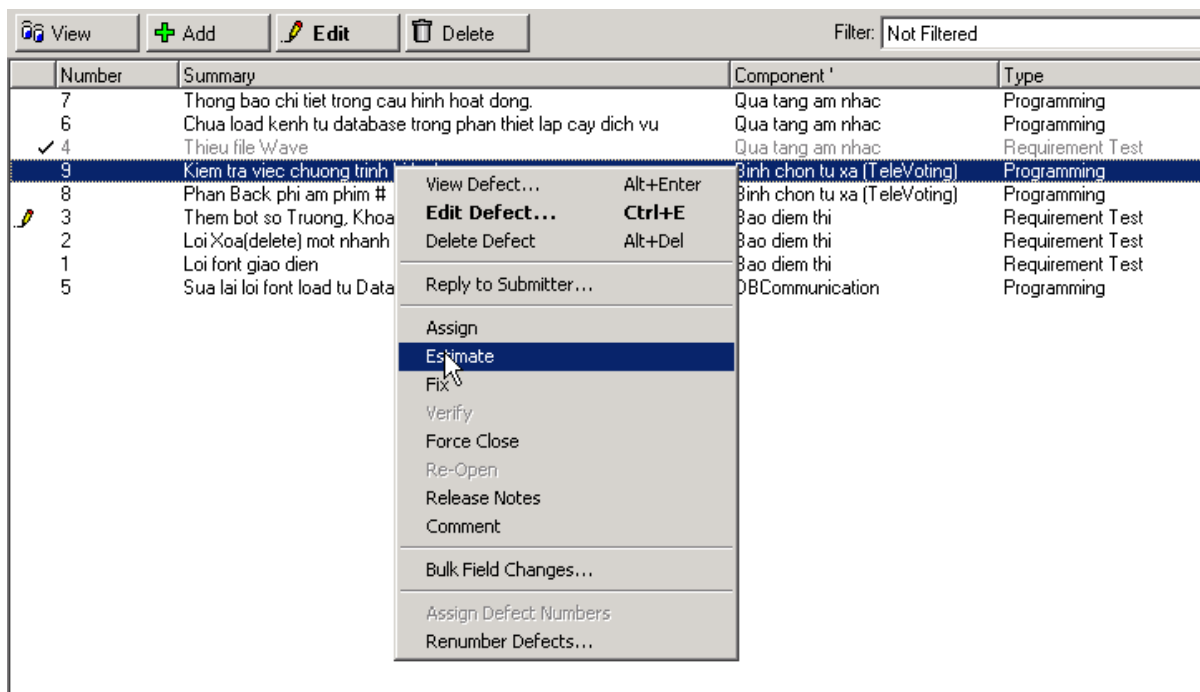 View Add Edit Delete Filter: Not Filtered
Number Summary Component ' Type
7 Thong bao chi tiet trong cau hinh hoat dong. Qua tang am nhac Programming
6 Chua load kenh tu database trong phan thiet lap cay dich vu Qua tang am nhac Programming
4 Thieu file Wave Qua tang am nhac Requirement Test
9 Kiem tra viec chuong trinh Binh chon tu xa (TeleVoting) Programming
8 Phan Back phi am phim # Binh chon tu xa (TeleVoting) Programming
3 Them bot so Truong, Khoa Bao diem thi Requirement Test
2 Loi Xoa(delete) mot nhanh Bao diem thi Requirement Test
1 Loi font giao dien Bao diem thi Requirement Test
5 Sua lai loi font load tu Data DBCommunication Programming
View Defect... Alt+Enter
Edit Defect... Ctrl+E
Delete Defect Alt+Del
Reply to Submitter...
Assign
Estimate
Fix
Verify
Force Close
Re-Open
Release Notes
Comment
Bulk Field Changes...
Assign Defect Numbers
Renumber Defects...